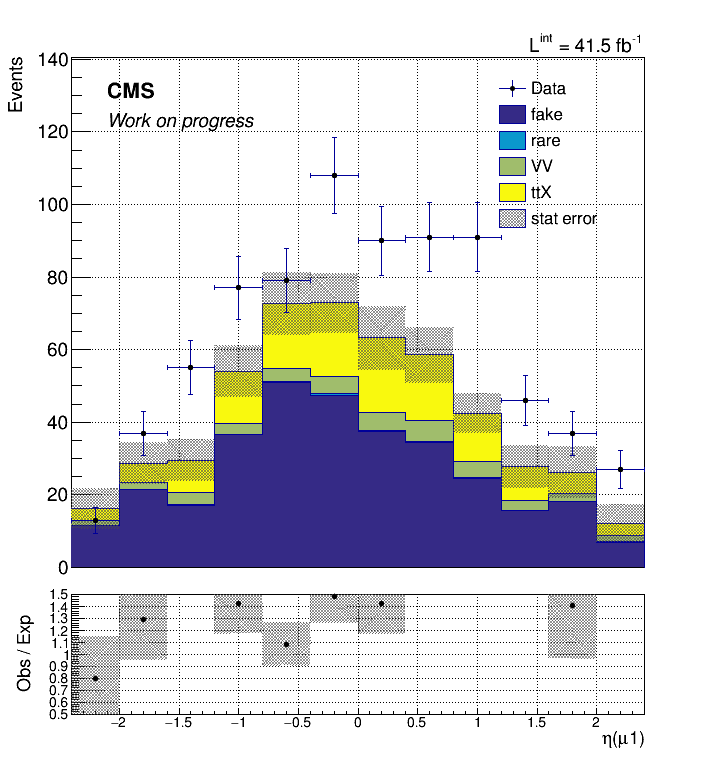 L^int = 41.5 fb^-1
Events
140
120
100
80
60
40
20
0
CMS
Work on progress
Data
fake
rare
VV
ttX
stat error
Obs / Exp
1.5
1.4
1.3
1.2
1.1
1
0.9
0.8
0.7
0.6
0.5
−2 −1.5 −1 −0.5 0 0.5 1 1.5 2
η(μ1)